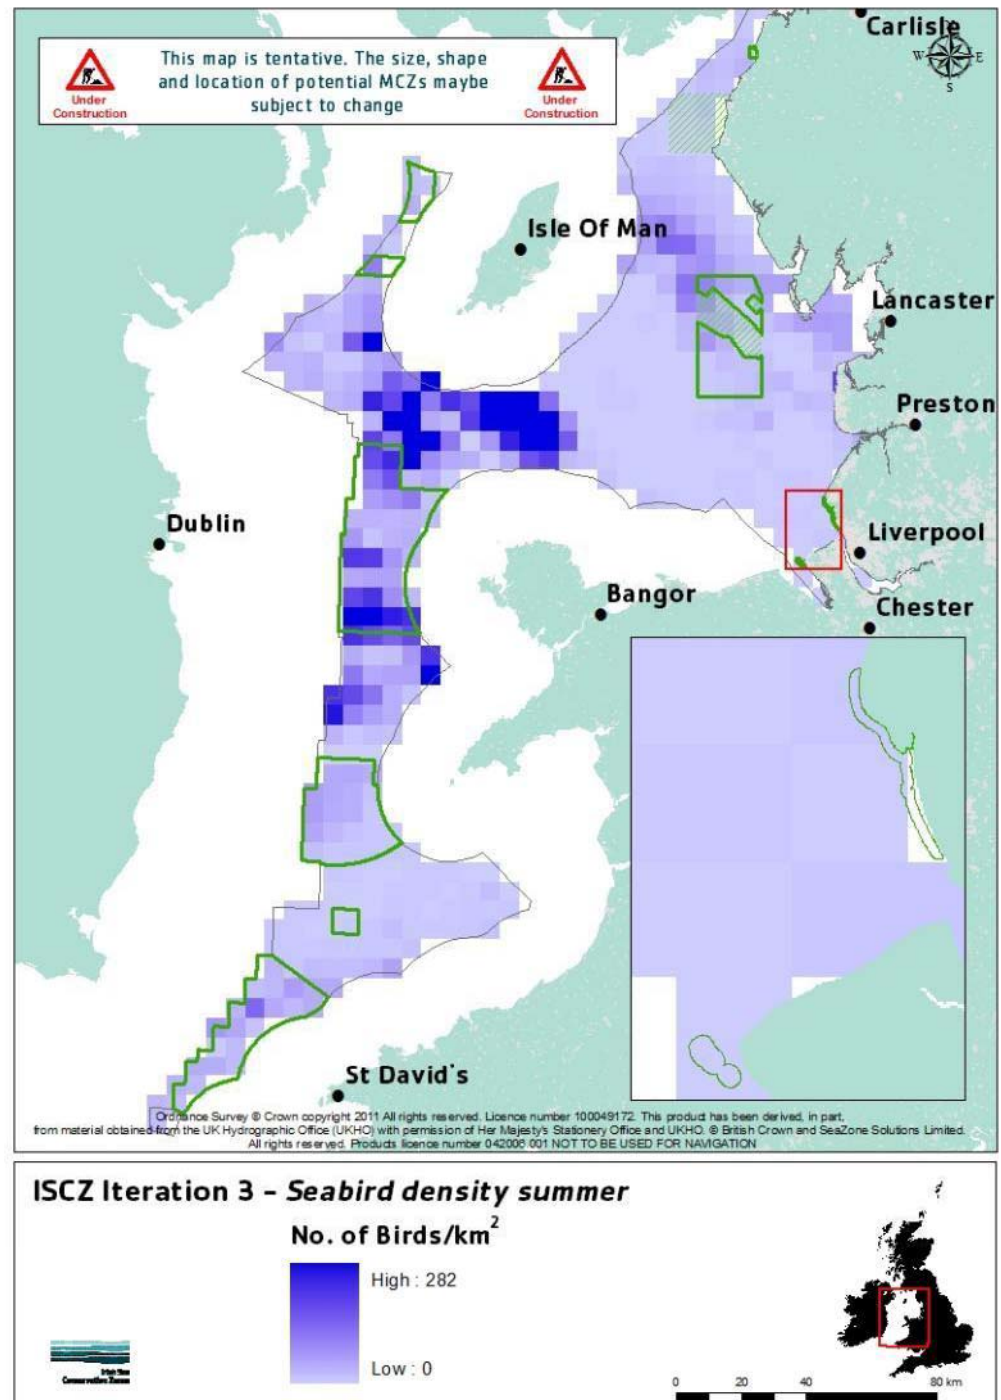 Carlisle
W E
S
This map is tentative. The size, shape
and location of potential MCZs maybe
subject to change
Under
Construction
Under
Construction
Isle Of Man
Lancaster
Preston
Dublin
Liverpool
Bangor
Chester
St David's
Ordnance Survey © Crown copyright 2011 All rights reserved. Licence number 100049172. This product has been derived, in part,
from material obtained from the UK Hydrographic Office (UKHO) with permission of Her Majesty's Stationery Office and UKHO. © British Crown and SeaZone Solutions Limited.
All rights reserved. Products licence number 042006 001 NOT TO BE USED FOR NAVIGATION
ISCZ Iteration 3 - Seabird density summer
No. of Birds/km²
High : 282
Low : 0
Irish Sea
Conservation Zones
0 20 40 80 km